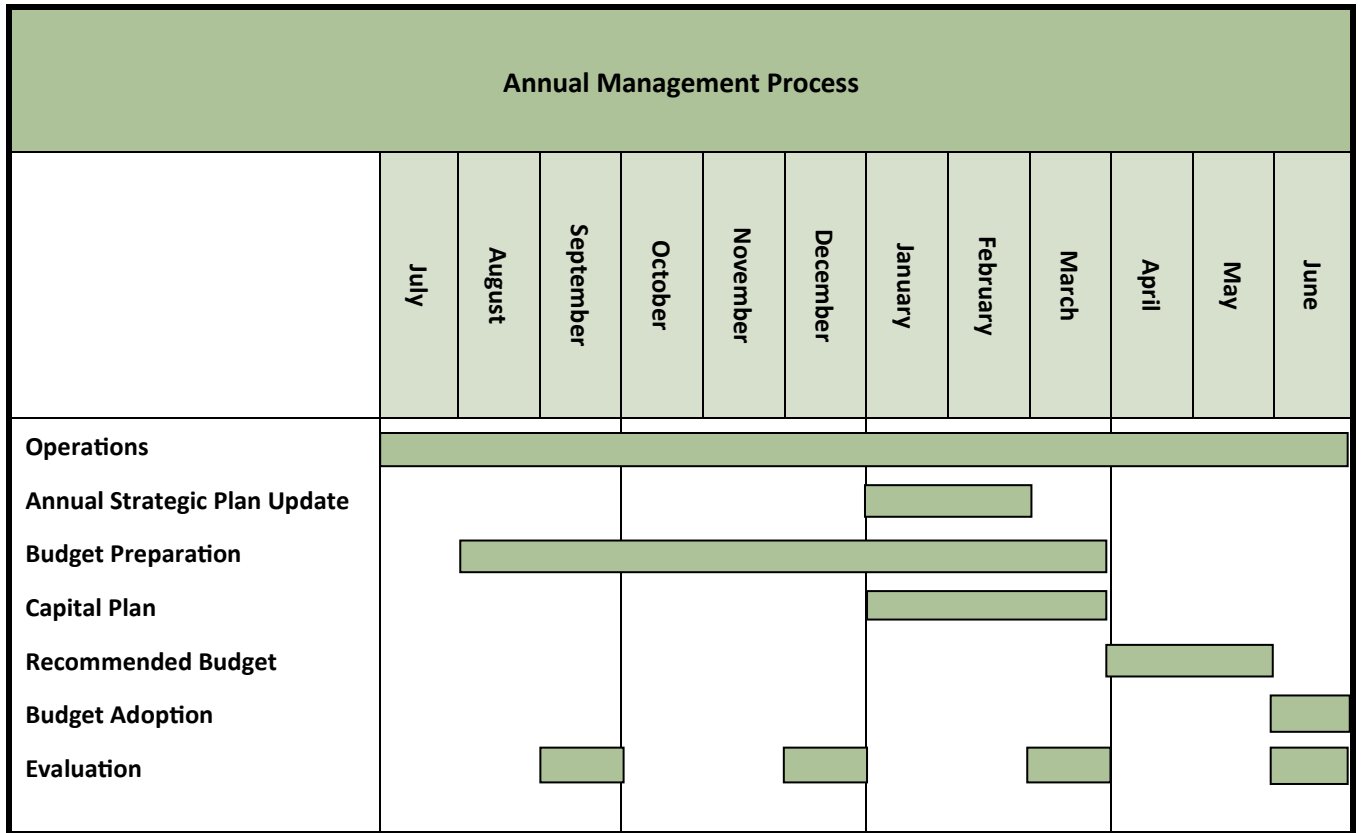 Annual Management Process
July
August
September
October
November
December
January
February
March
April
May
June
Operations
Annual Strategic Plan Update
Budget Preparation
Capital Plan
Recommended Budget
Budget Adoption
Evaluation